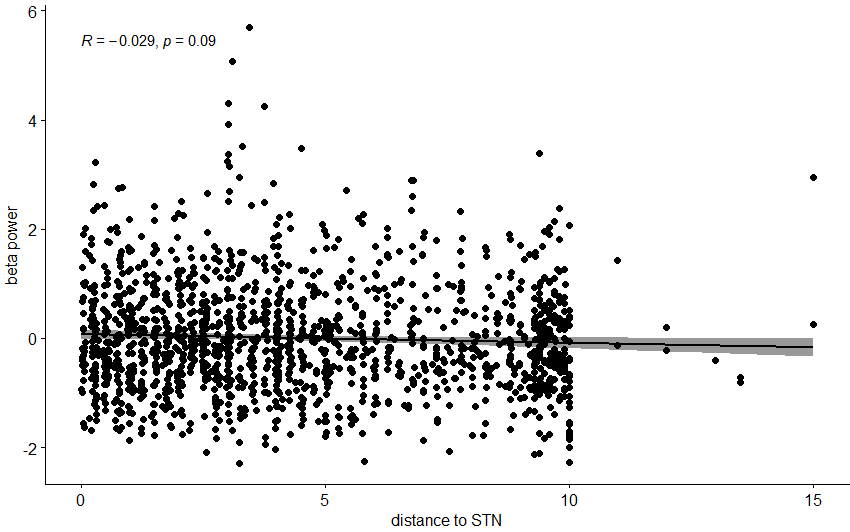 6
R = −0.029, p = 0.09
4
beta power
2
0
-2
0 5 10 15
distance to STN